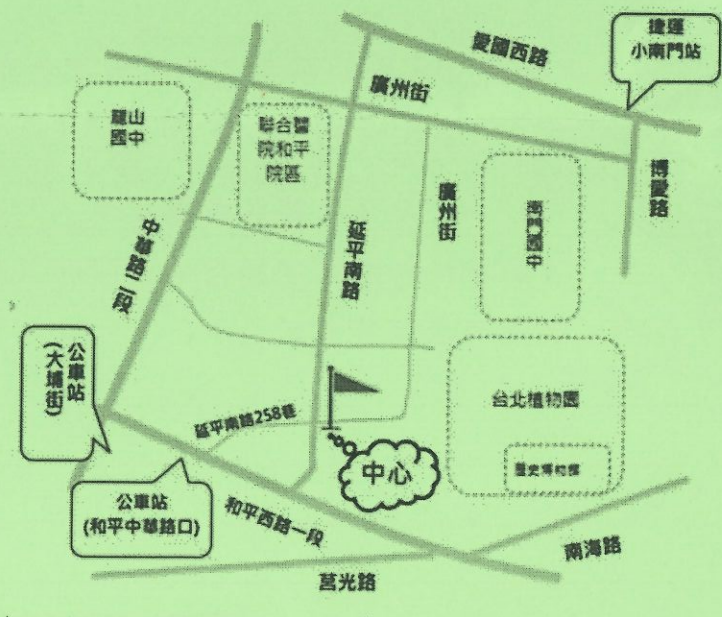 捷運
小南門站
愛國西路
廣州街
龍山
國中
聯合醫
院和平
院區
博愛路
廣州街
南門國中
延平南路
中華路一段
公車站
(大埔街)
台北植物園
延平南路258巷
歷史博物館
中心
公車站
(和平中華路口)
和平西路一段
南海路
莒光路